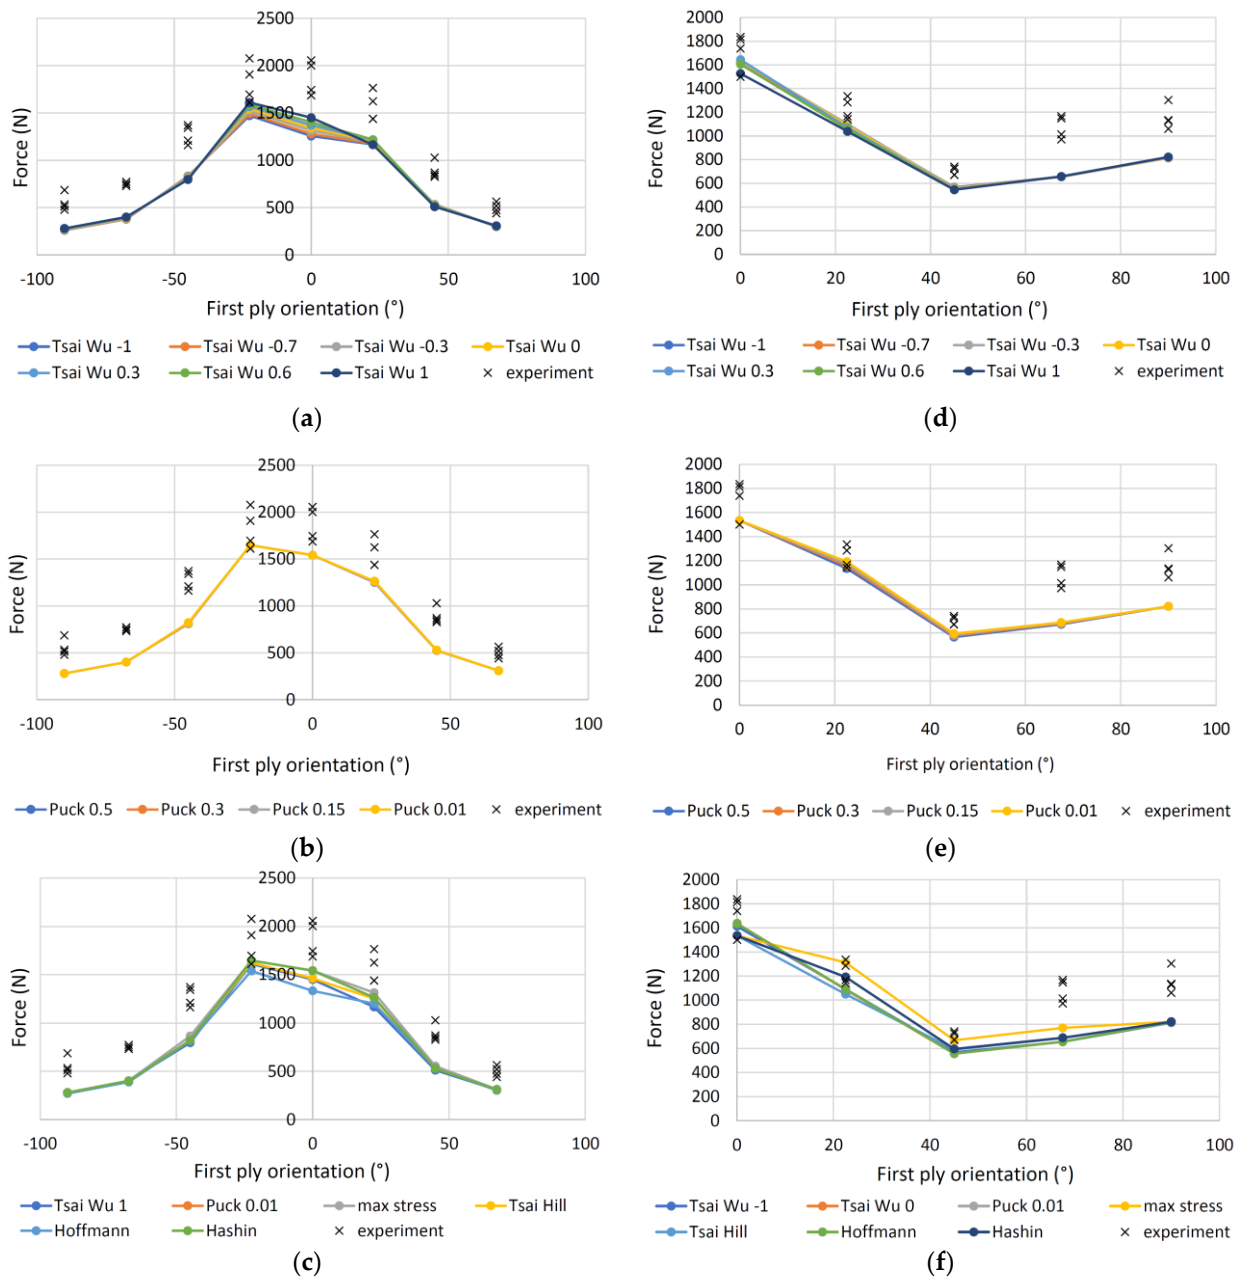 2500
2000
1500
1000
500
0
-100
-50
0
50
100
Force (N)
First ply orientation (°)
Tsai Wu -1
Tsai Wu -0.7
Tsai Wu -0.3
Tsai Wu 0
Tsai Wu 0.3
Tsai Wu 0.6
Tsai Wu 1
experiment
(a)
2000
1800
1600
1400
1200
1000
800
600
400
200
0
0
20
40
60
80
100
Force (N)
First ply orientation (°)
Tsai Wu -1
Tsai Wu -0.7
Tsai Wu -0.3
Tsai Wu 0
Tsai Wu 0.3
Tsai Wu 0.6
Tsai Wu 1
experiment
(d)
2500
2000
1500
1000
500
0
-100
-50
0
50
100
Force (N)
First ply orientation (°)
Puck 0.5
Puck 0.3
Puck 0.15
Puck 0.01
experiment
(b)
2000
1800
1600
1400
1200
1000
800
600
400
200
0
0
20
40
60
80
100
Force (N)
First ply orientation (°)
Puck 0.5
Puck 0.3
Puck 0.15
Puck 0.01
experiment
(e)
2500
2000
1500
1000
500
0
-100
-50
0
50
100
Force (N)
First ply orientation (°)
Tsai Wu 1
Puck 0.01
max stress
Tsai Hill
Hoffmann
Hashin
experiment
(c)
2000
1800
1600
1400
1200
1000
800
600
400
200
0
0
20
40
60
80
100
Force (N)
First ply orientation (°)
Tsai Wu -1
Tsai Wu 0
Puck 0.01
max stress
Tsai Hill
Hoffmann
Hashin
experiment
(f)